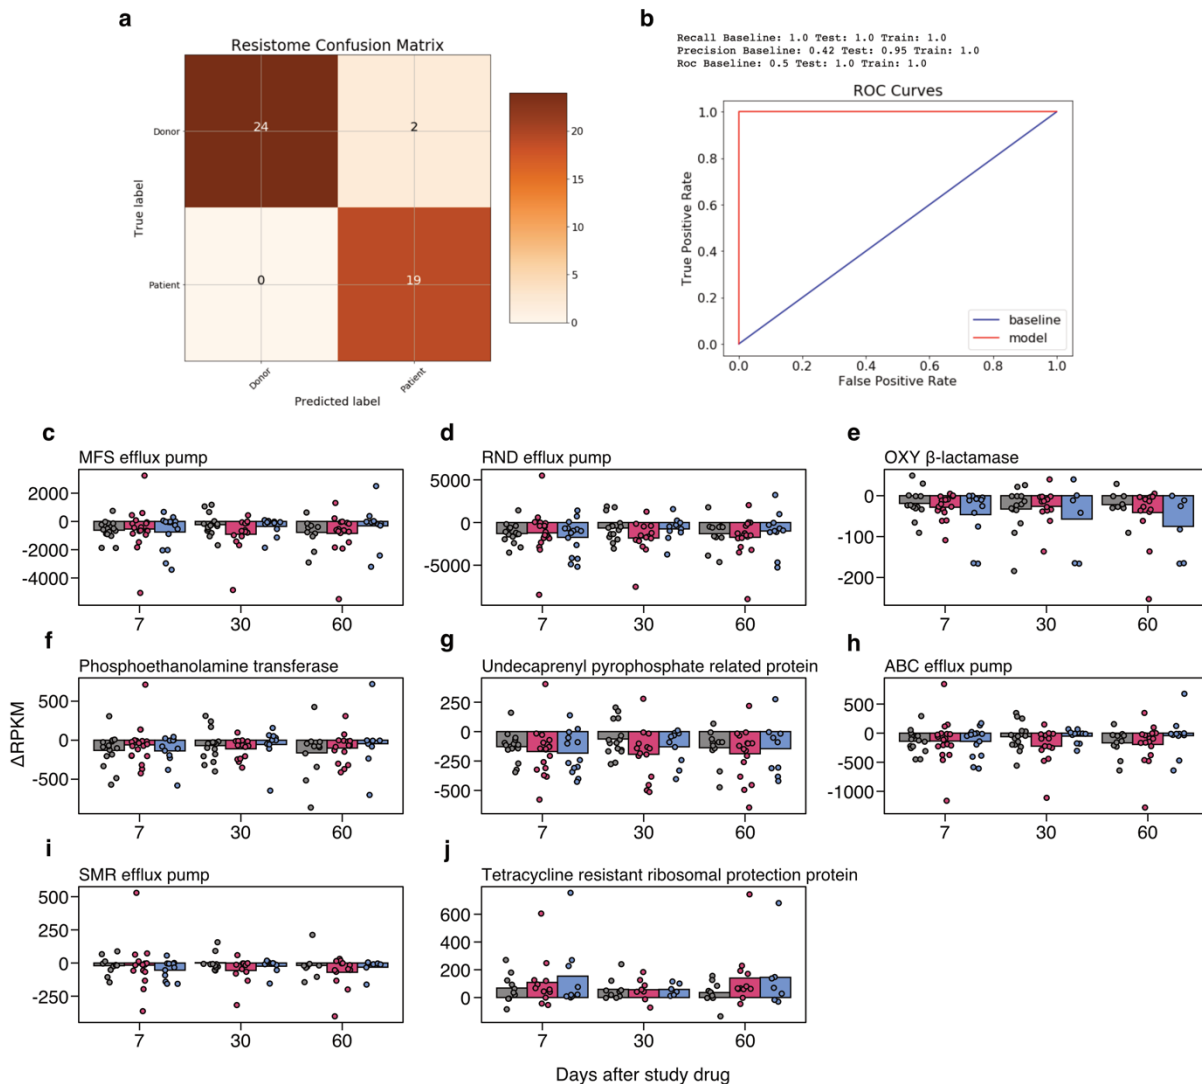 a
Resistome Confusion Matrix
True label
Donor
Patient
24
2
0
19
Donor
Patient
Predicted label
20
15
10
5
0
b
Recall Baseline: 1.0 Test: 1.0 Train: 1.0
Precision Baseline: 0.42 Test: 0.95 Train: 1.0
Roc Baseline: 0.5 Test: 1.0 Train: 1.0
ROC Curves
True Positive Rate
1.0
0.8
0.6
0.4
0.2
0.0
0.0
0.2
0.4
0.6
0.8
1.0
False Positive Rate
baseline
model
c
MFS efflux pump
2000
0
-2000
-4000
7
30
60
d
RND efflux pump
5000
0
-5000
7
30
60
e
OXY β-lactamase
0
-100
-200
7
30
60
f
Phosphoethanolamine transferase
ΔRPKM
500
0
-500
7
30
60
g
Undecaprenyl pyrophosphate related protein
250
0
-250
-500
7
30
60
h
ABC efflux pump
500
0
-500
-1000
7
30
60
i
SMR efflux pump
500
250
0
-250
7
30
60
j
Tetracycline resistant ribosomal protection protein
600
400
200
0
7
30
60
Days after study drug